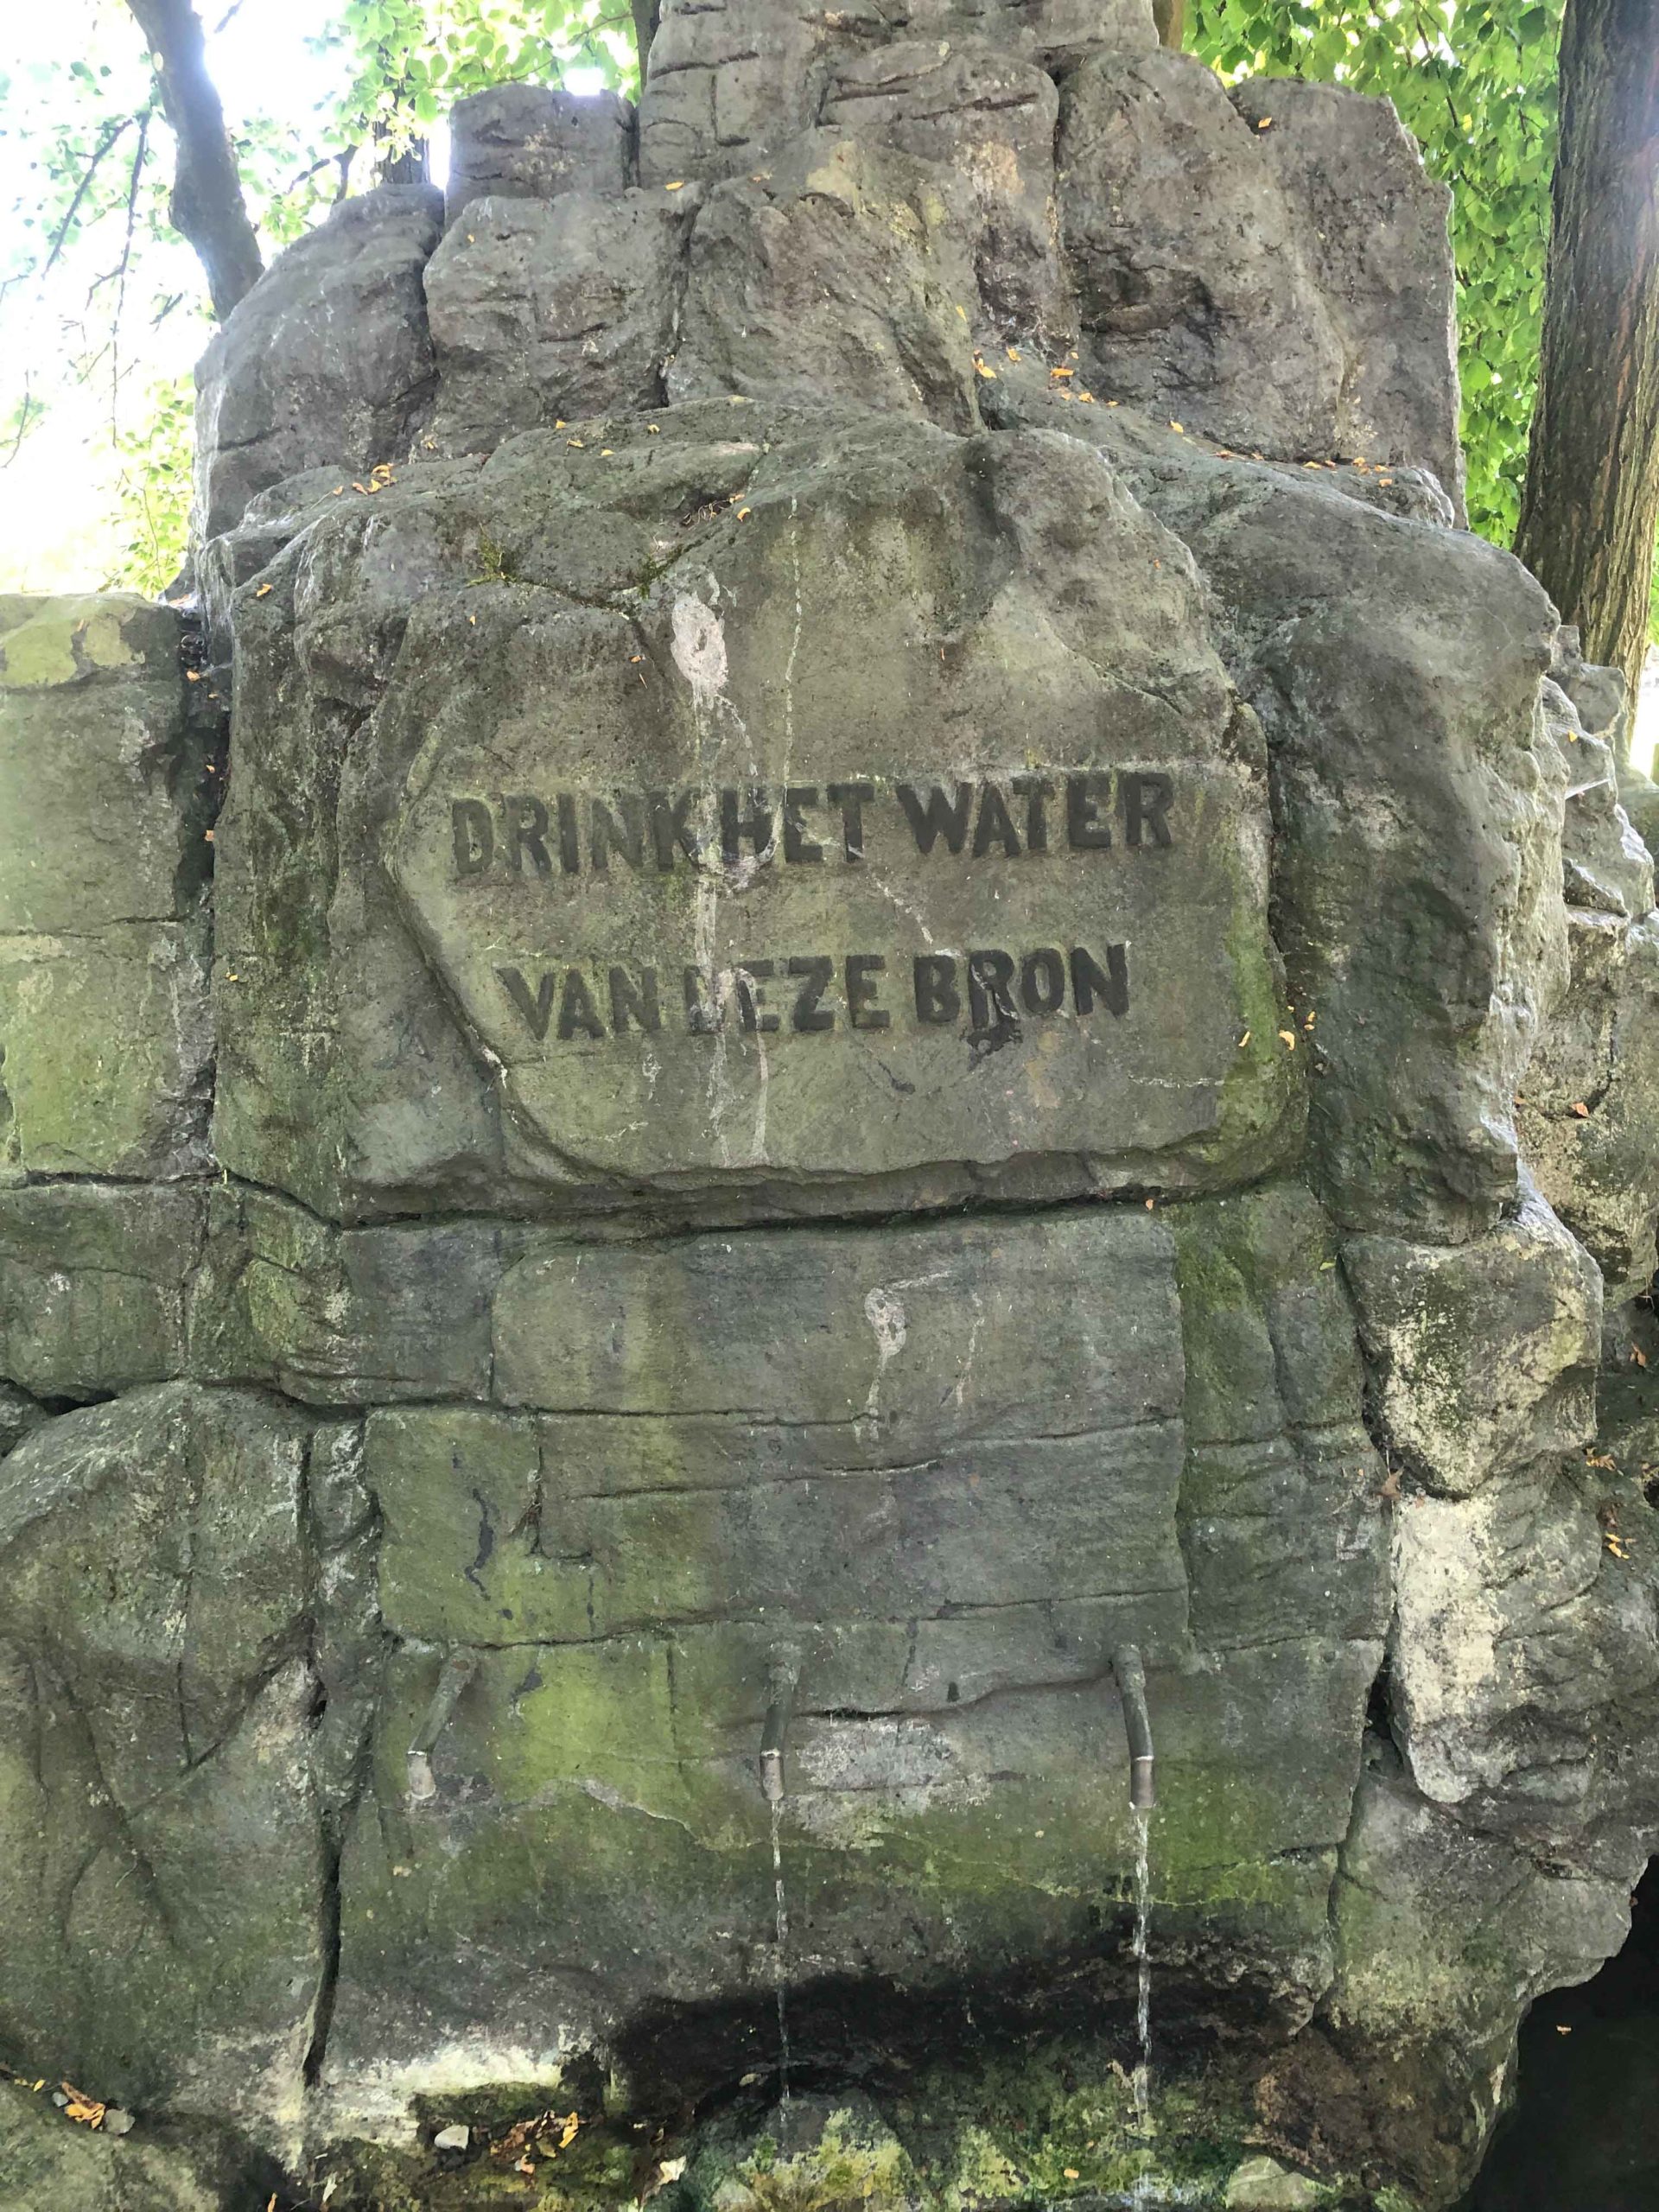 DRINK HET WATER
VAN DEZE BRON